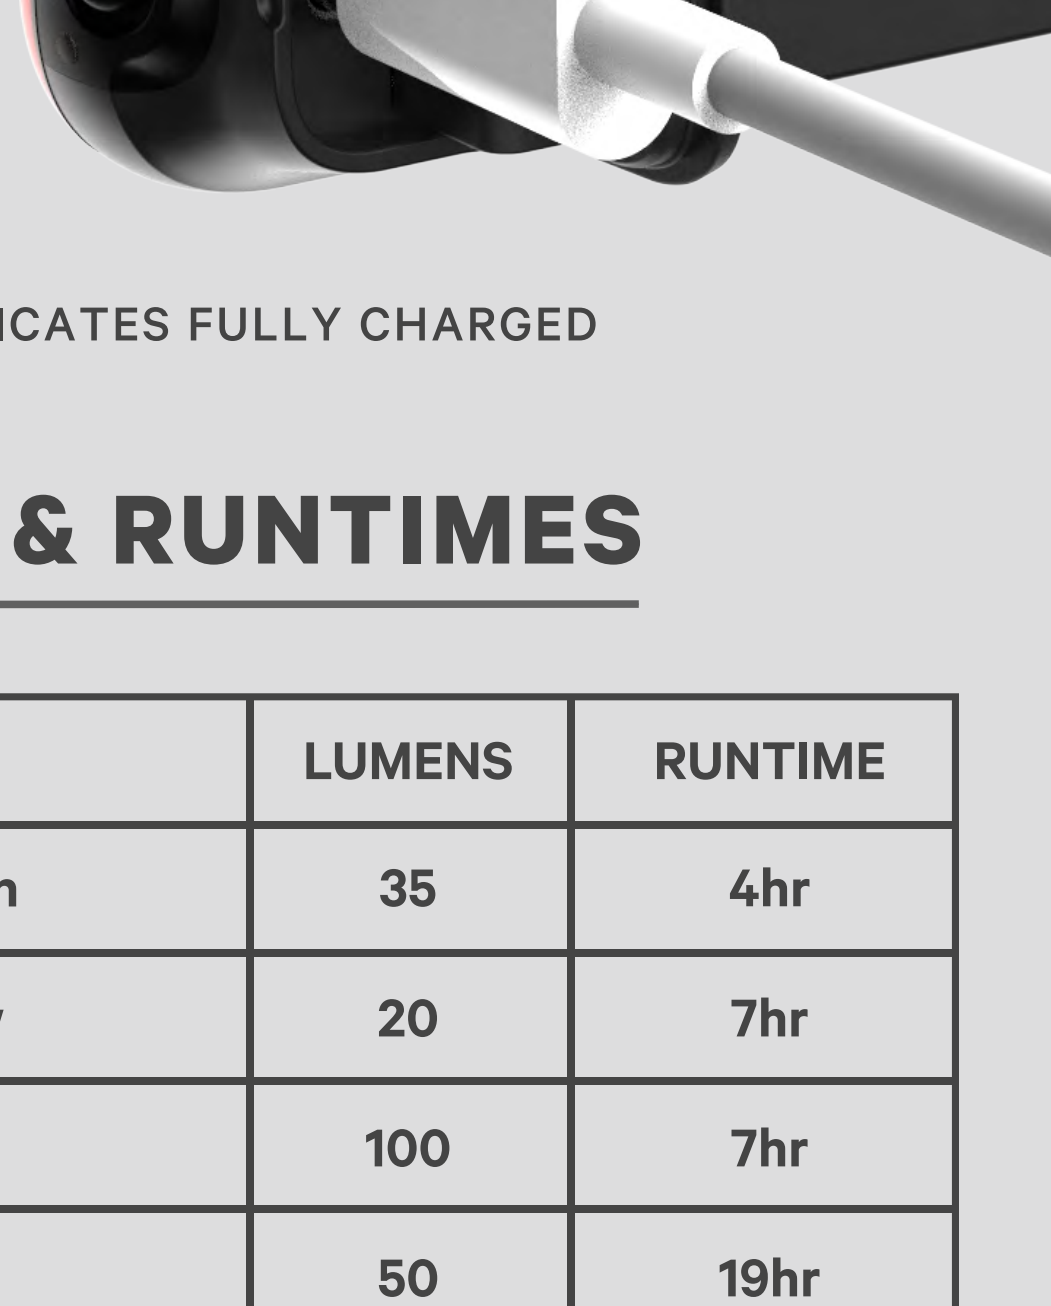 ICATES FULLY CHARGED
& RUNTIMES
LUMENS RUNTIME
35 4hr
20 7hr
100 7hr
50 19hr